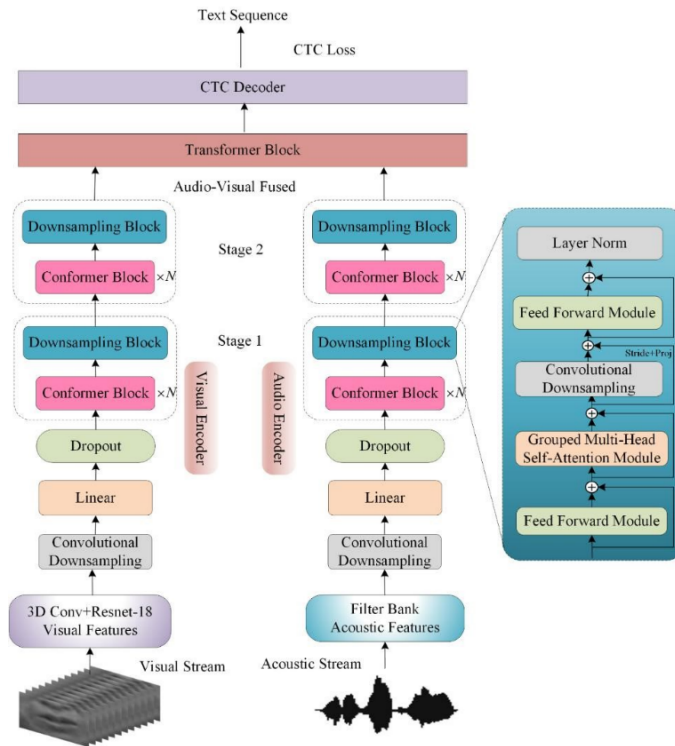 Text Sequence
CTC Loss
CTC Decoder
Transformer Block
Audio-Visual Fused
Downsampling Block
Conformer Block ×N
Stage 2
Downsampling Block
Conformer Block ×N
Downsampling Block
Conformer Block ×N
Stage 1
Downsampling Block
Conformer Block ×N
Visual Encoder
Audio Encoder
Dropout
Dropout
Linear
Linear
Convolutional
Downsampling
Convolutional
Downsampling
3D Conv+Resnet-18
Visual Features
Filter Bank
Acoustic Features
Visual Stream
Acoustic Stream
Layer Norm
Feed Forward Module
Stride+Proj
Convolutional
Downsampling
Grouped Multi-Head
Self-Attention Module
Feed Forward Module